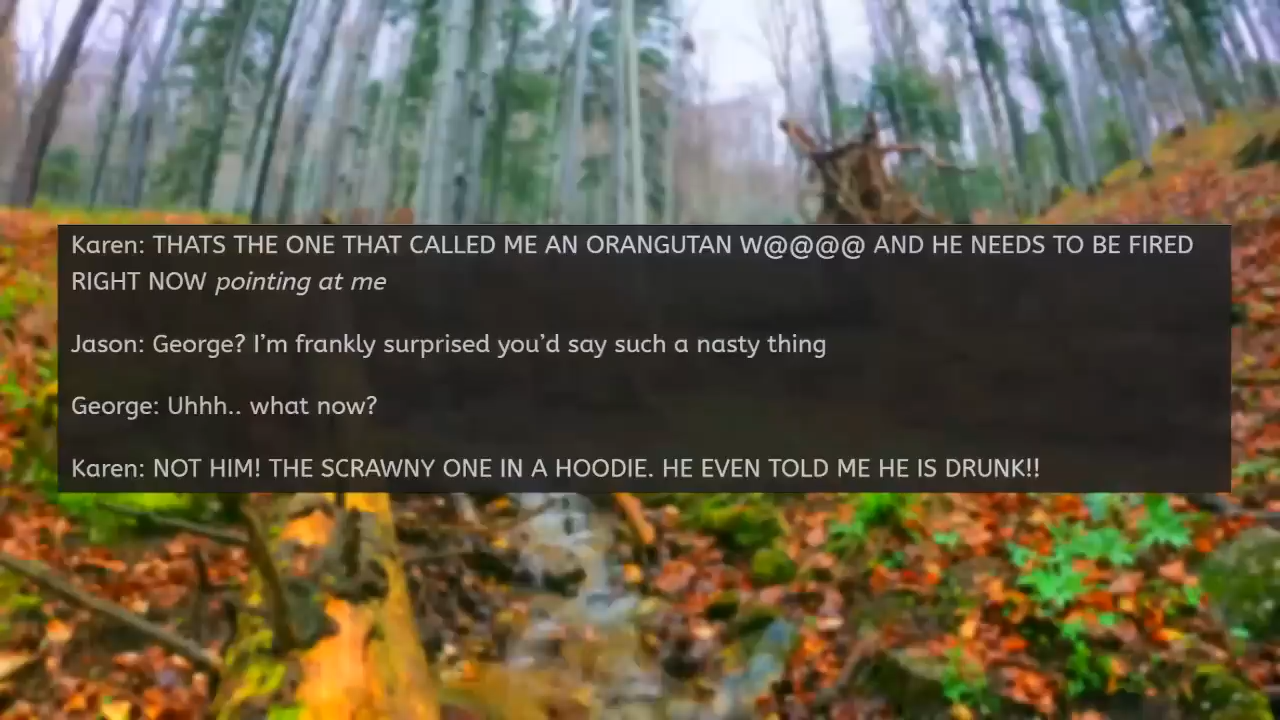 Karen: THATS THE ONE THAT CALLED ME AN ORANGUTAN W@@@@ AND HE NEEDS TO BE FIRED
RIGHT NOW pointing at me
Jason: George? I’m frankly surprised you’d say such a nasty thing
George: Uhhh.. what now?
Karen: NOT HIM! THE SCRAWNY ONE IN A HOODIE. HE EVEN TOLD ME HE IS DRUNK!!